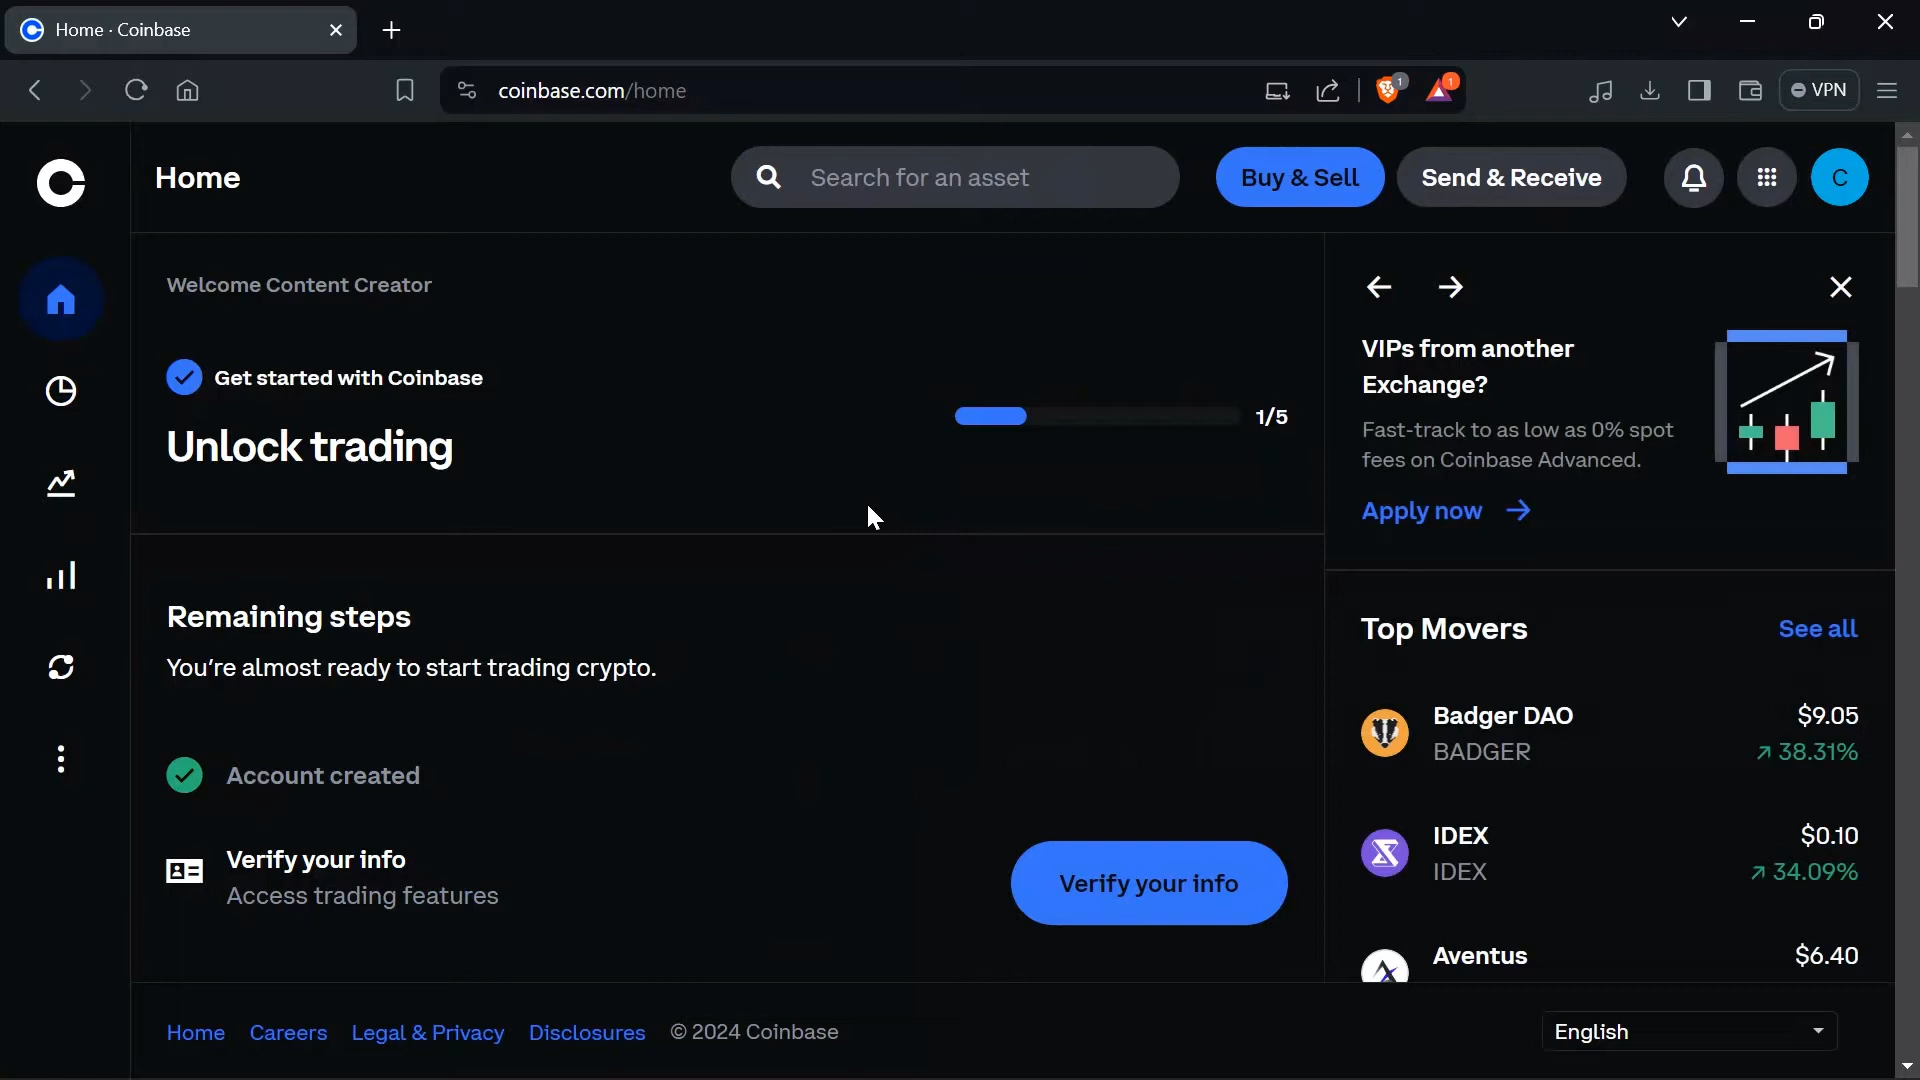 Home · Coinbase
coinbase.com/home
1
1
VPN
Home
Search for an asset
Buy & Sell
Send & Receive
C
Welcome Content Creator
Get started with Coinbase
Unlock trading
1/5
Remaining steps
You're almost ready to start trading crypto.
Account created
Verify your info
Access trading features
Verify your info
VIPs from another
Exchange?
Fast-track to as low as 0% spot
fees on Coinbase Advanced.
Apply now
Top Movers
See all
Badger DAO
$9.05
BADGER
38.31%
IDEX
$0.10
IDEX
34.09%
Aventus
$6.40
Home
Careers
Legal & Privacy
Disclosures
© 2024 Coinbase
English